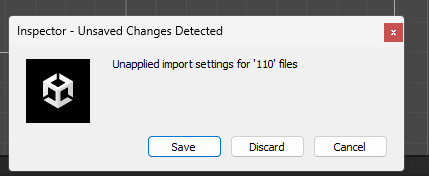 Inspector - Unsaved Changes Detected
x
Unapplied import settings for '110' files
Save Discard Cancel